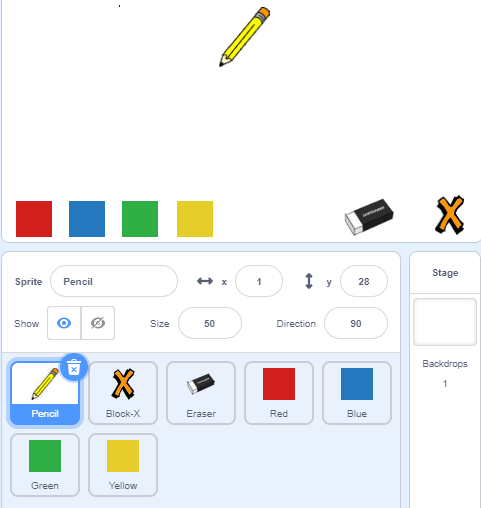 X
Sprite Pencil x 1 y 28 Stage
Show Size 50 Direction 90
Backdrops
1
Pencil Block-X Eraser Red Blue
Green Yellow